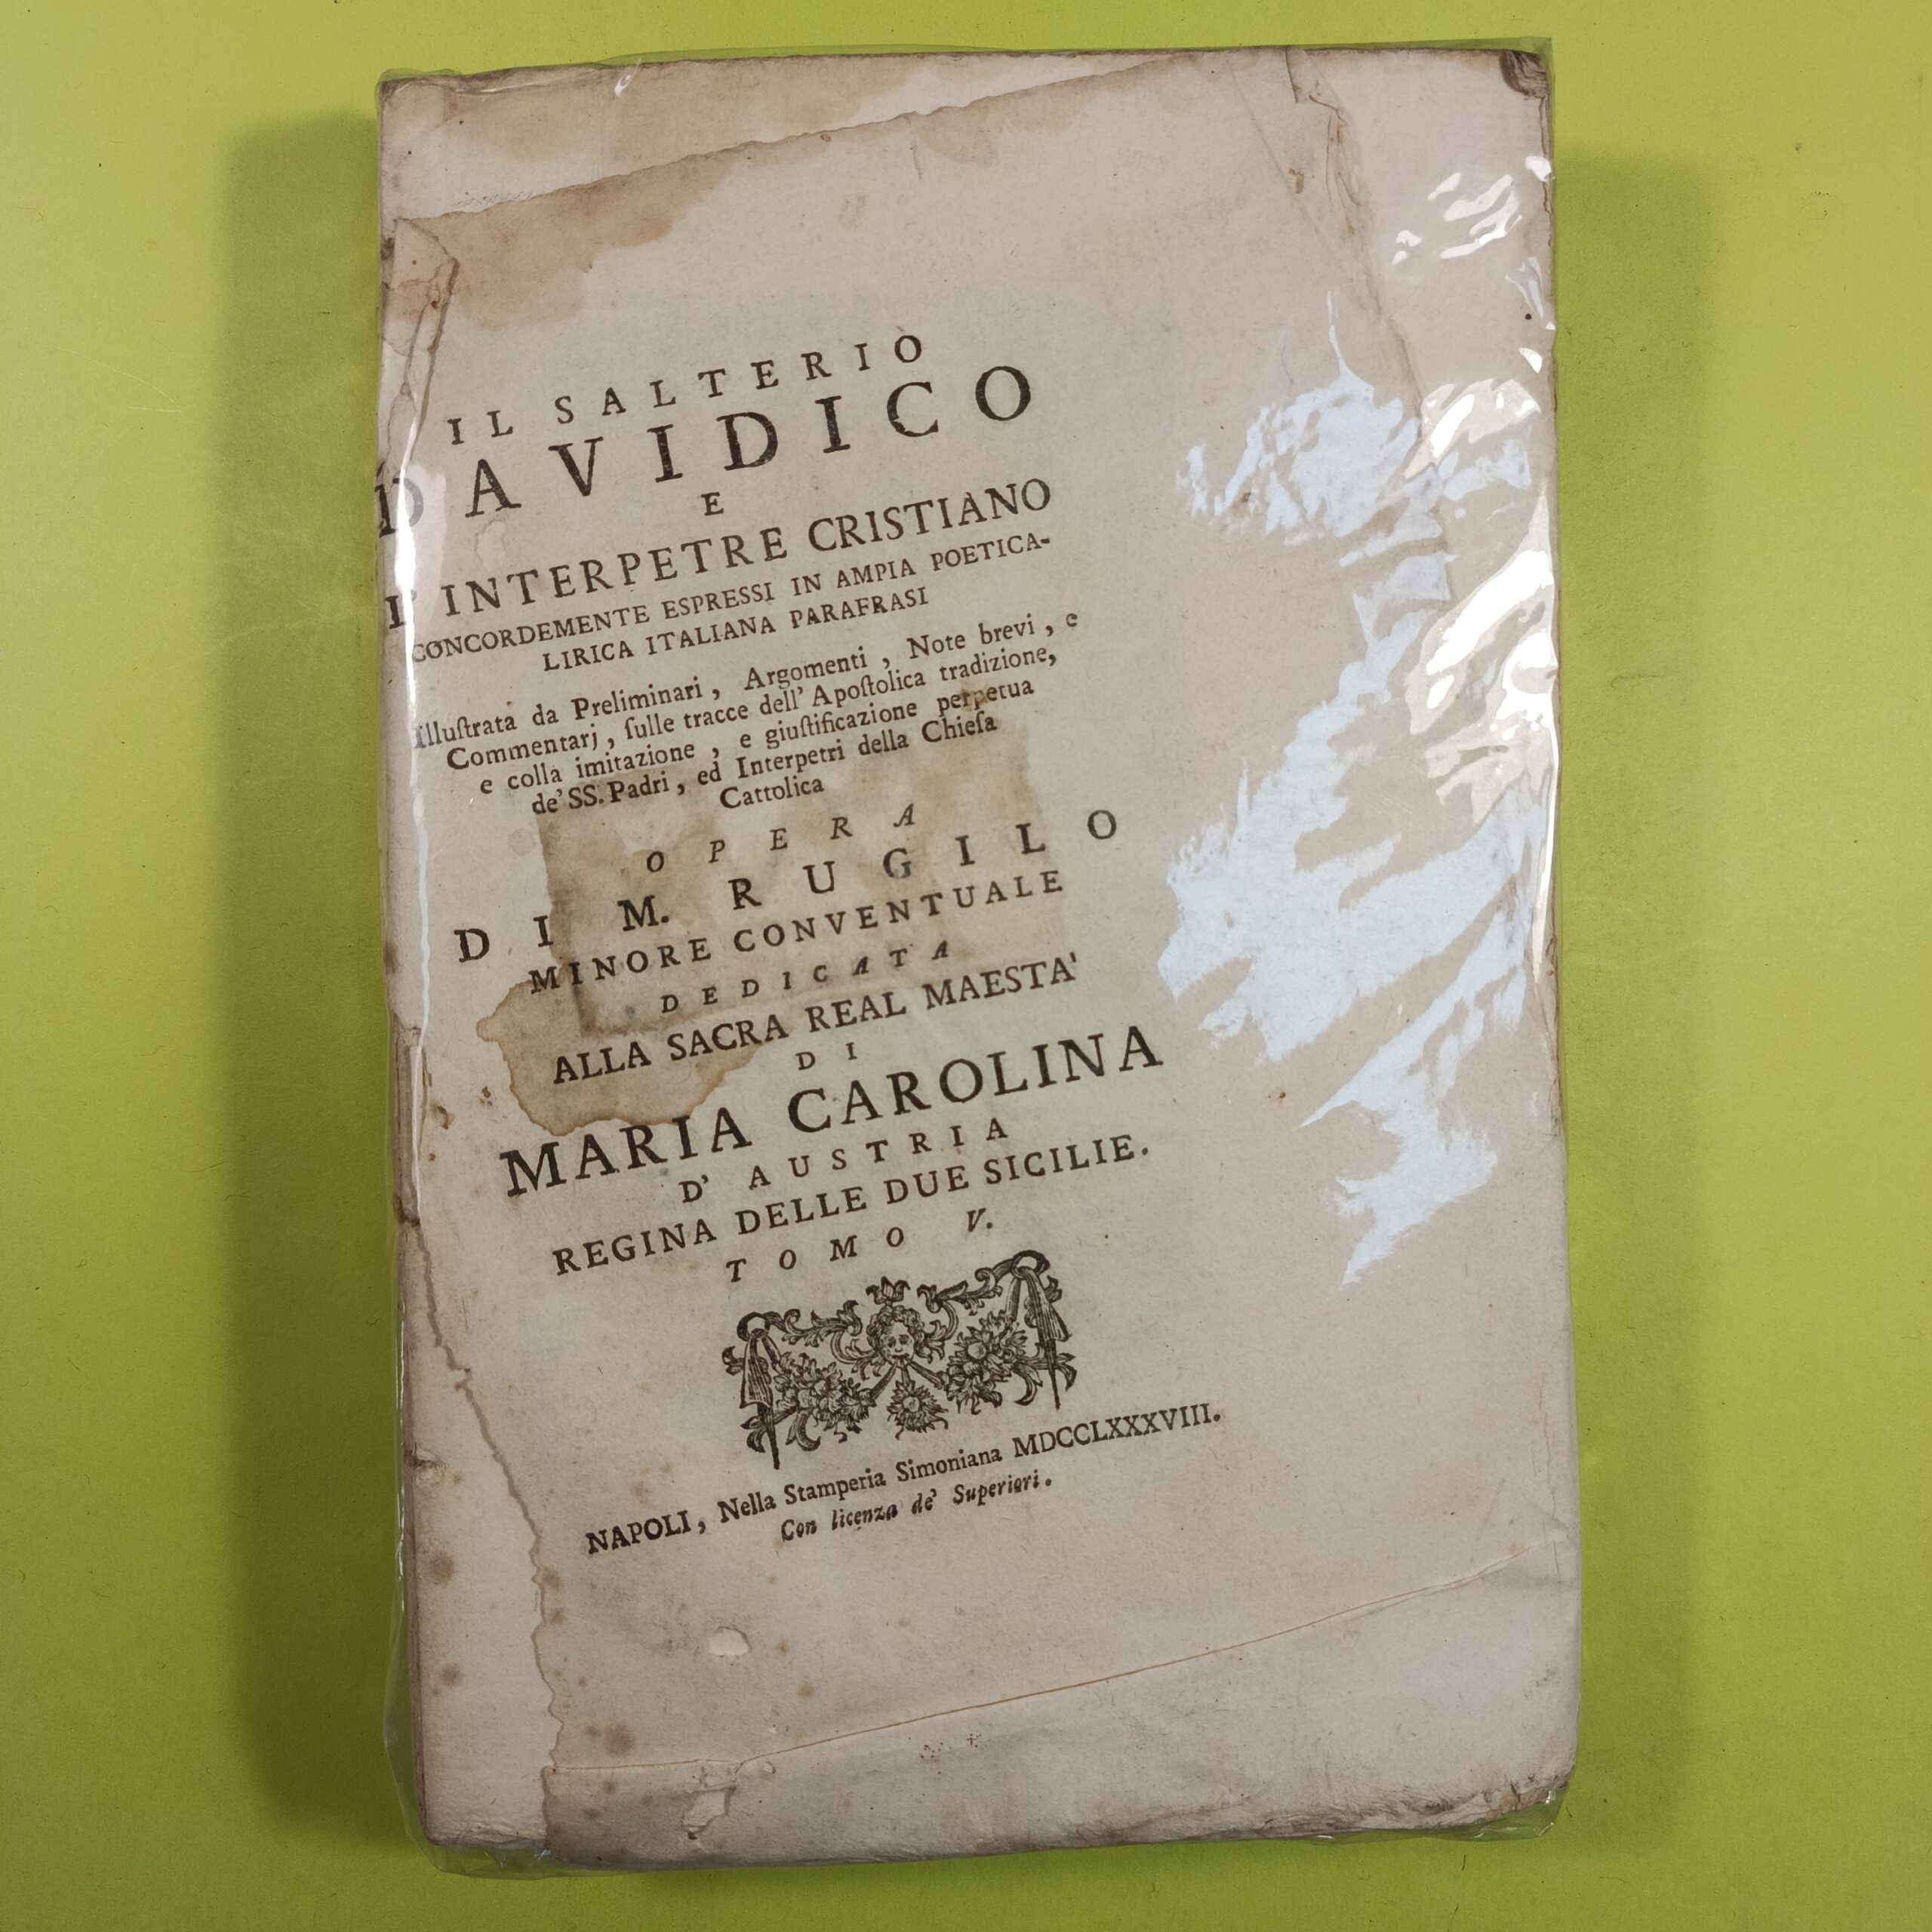 IL SALTERIO
DAVIDICO
E
L' INTERPETRE CRISTIANO
CONCORDEMENTE ESPRESSI IN AMPIA POETICA-
LIRICA ITALIANA PARAFRASI
Illuſtrata da Preliminari , Argomenti , Note brevi , e
Commentarj , ſulle tracce dell' Apoſtolica tradizione,
e colla imitazione , e giuſtificazione perpetua
de' SS. Padri , ed Interpetri della Chieſa
Cattolica
OPERA
DI M. RUGILO
MINORE CONVENTUALE
DEDICATA
ALLA SACRA REAL MAESTA'
DI
MARIA CAROLINA
D' AUSTRIA
REGINA DELLE DUE SICILIE.
TOMO V.
NAPOLI , Nella Stamperia Simoniana MDCCLXXXVIII.
Con licenza de' Superiori.